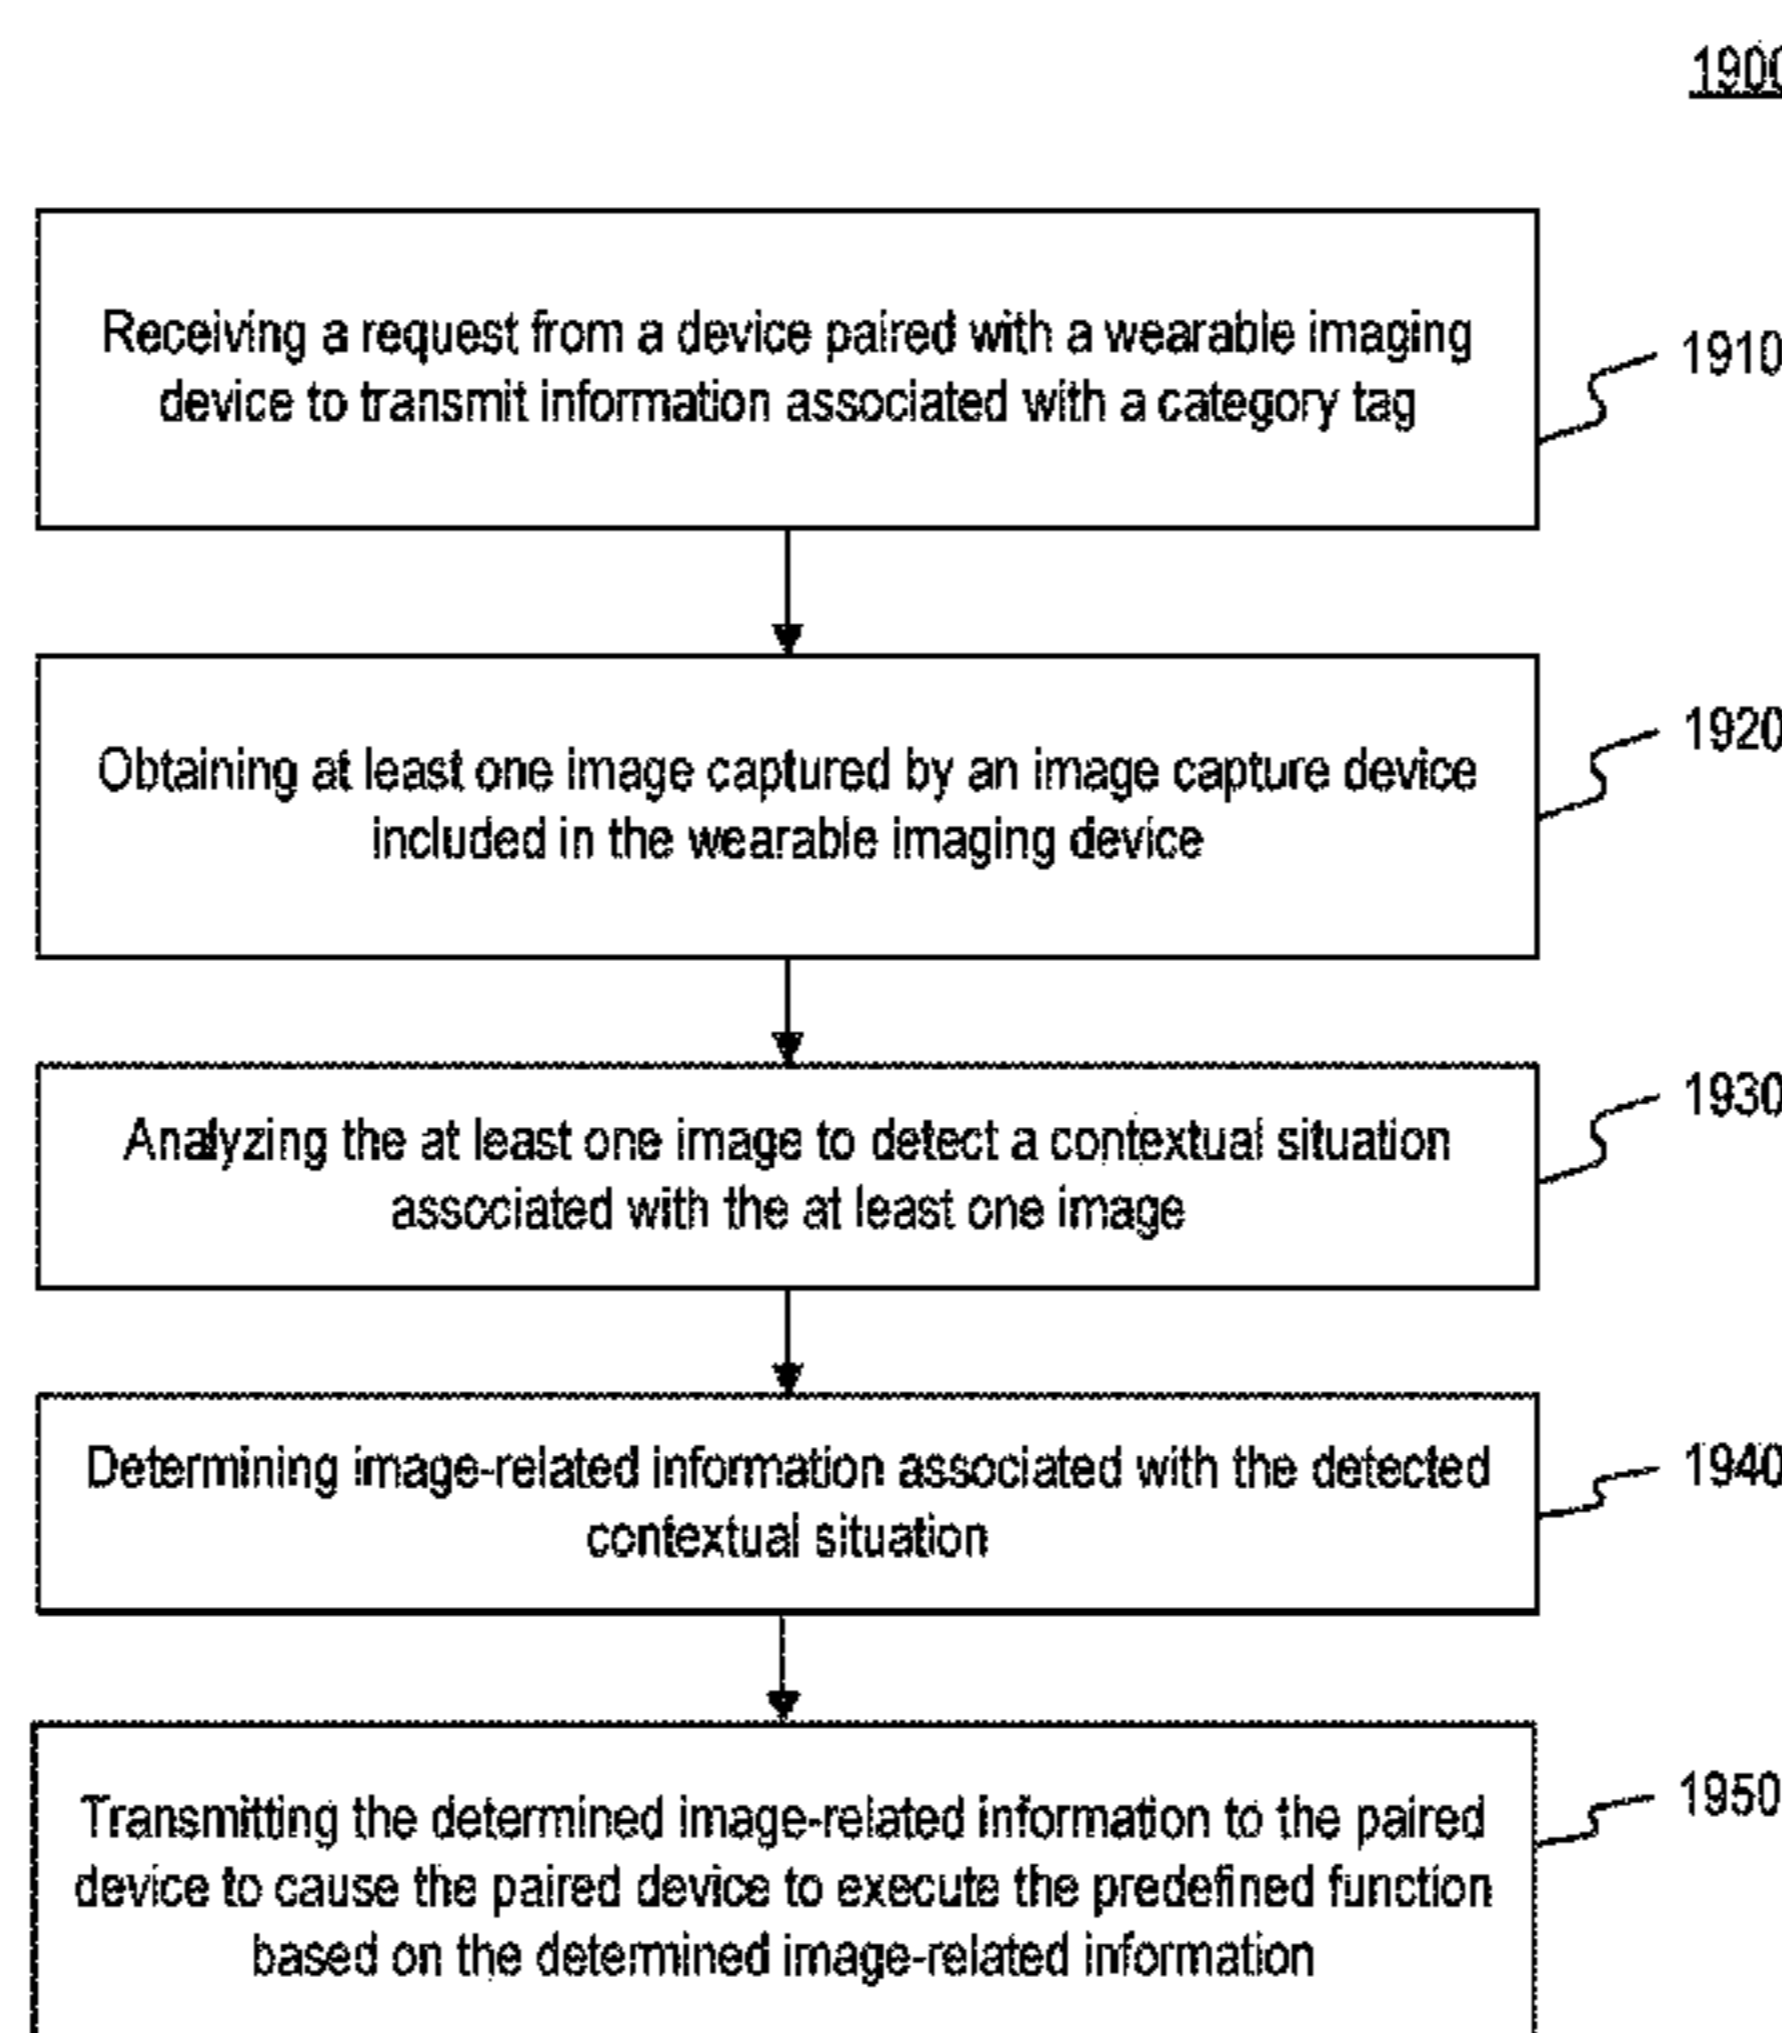 1900
Receiving a request from a device paired with a wearable imaging
device to transmit information associated with a category tag
1910
Obtaining at least one image captured by an image capture device
included in the wearable imaging device
1920
Analyzing the at least one image to detect a contextual situation
associated with the at least one image
1930
Determining image-related information associated with the detected
contextual situation
1940
Transmitting the determined image-related information to the paired
device to cause the paired device to execute the predefined function
based on the determined image-related information
1950